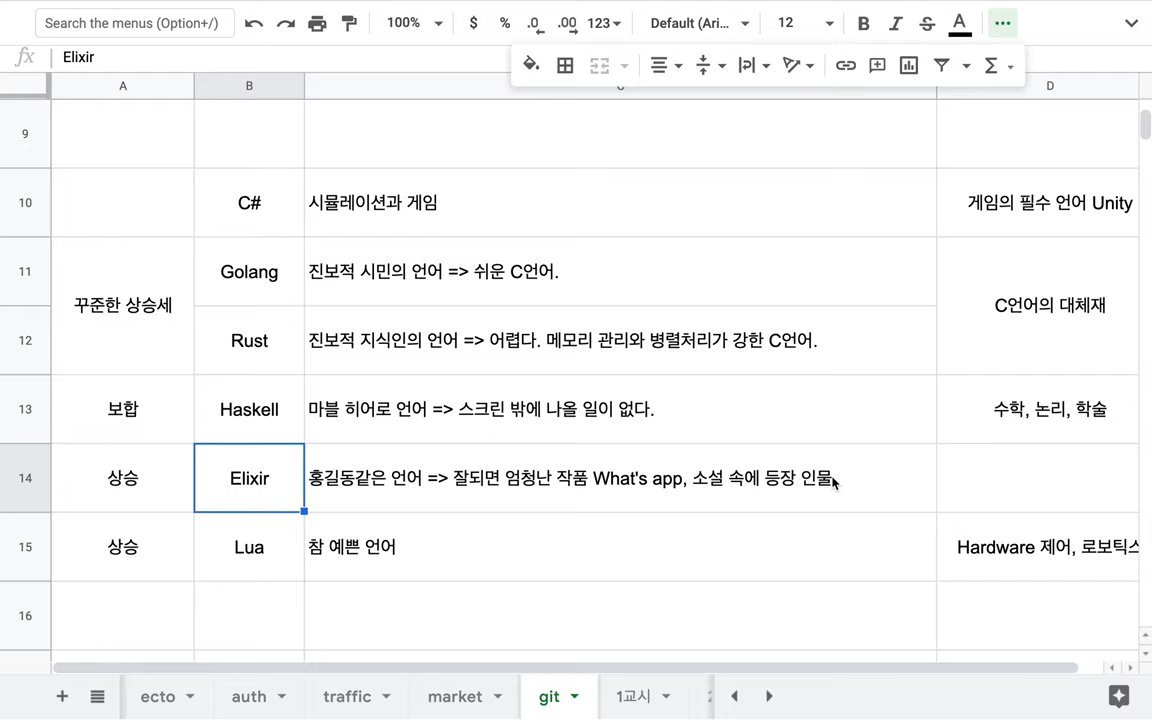 Search the menus (Option+/)
100%
$
%
.0
.00
123
Default (Ari...
12
B
I
S
A
fx
Elixir
A
B
C
D
9
10
C#
시뮬레이션과 게임
게임의 필수 언어 Unity
11
Golang
진보적 시민의 언어 => 쉬운 C언어.
꾸준한 상승세
C언어의 대체재
12
Rust
진보적 지식인의 언어 => 어렵다. 메모리 관리와 병렬처리가 강한 C언어.
13
보합
Haskell
마블 히어로 언어 => 스크린 밖에 나올 일이 없다.
수학, 논리, 학술
14
상승
Elixir
홍길동같은 언어 => 잘되면 엄청난 작품 What's app, 소설 속에 등장 인물
15
상승
Lua
참 예쁜 언어
Hardware 제어, 로보틱스
16
ecto
auth
traffic
market
git
1교시